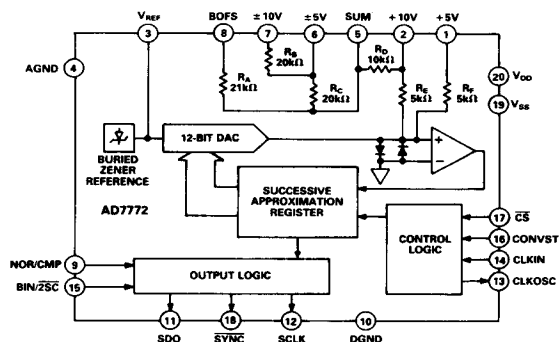 VREF BOFS ±10V ±5V SUM +10V +5V
3 8 7 6 5 2 1
AGND
4
RA
21kΩ
RB
20kΩ
RC
20kΩ
RD
10kΩ
RE
5kΩ
RF
5kΩ
20 VDD
19 VSS
12-BIT DAC
+
−
BURIED
ZENER
REFERENCE
AD7772
SUCCESSIVE
APPROXIMATION
REGISTER
CONTROL
LOGIC
17 CS
16 CONVST
14 CLKIN
13 CLKOSC
NOR/CMP 9
BIN/2SC 15
OUTPUT LOGIC
11 18 12 10
SDO SYNC SCLK DGND